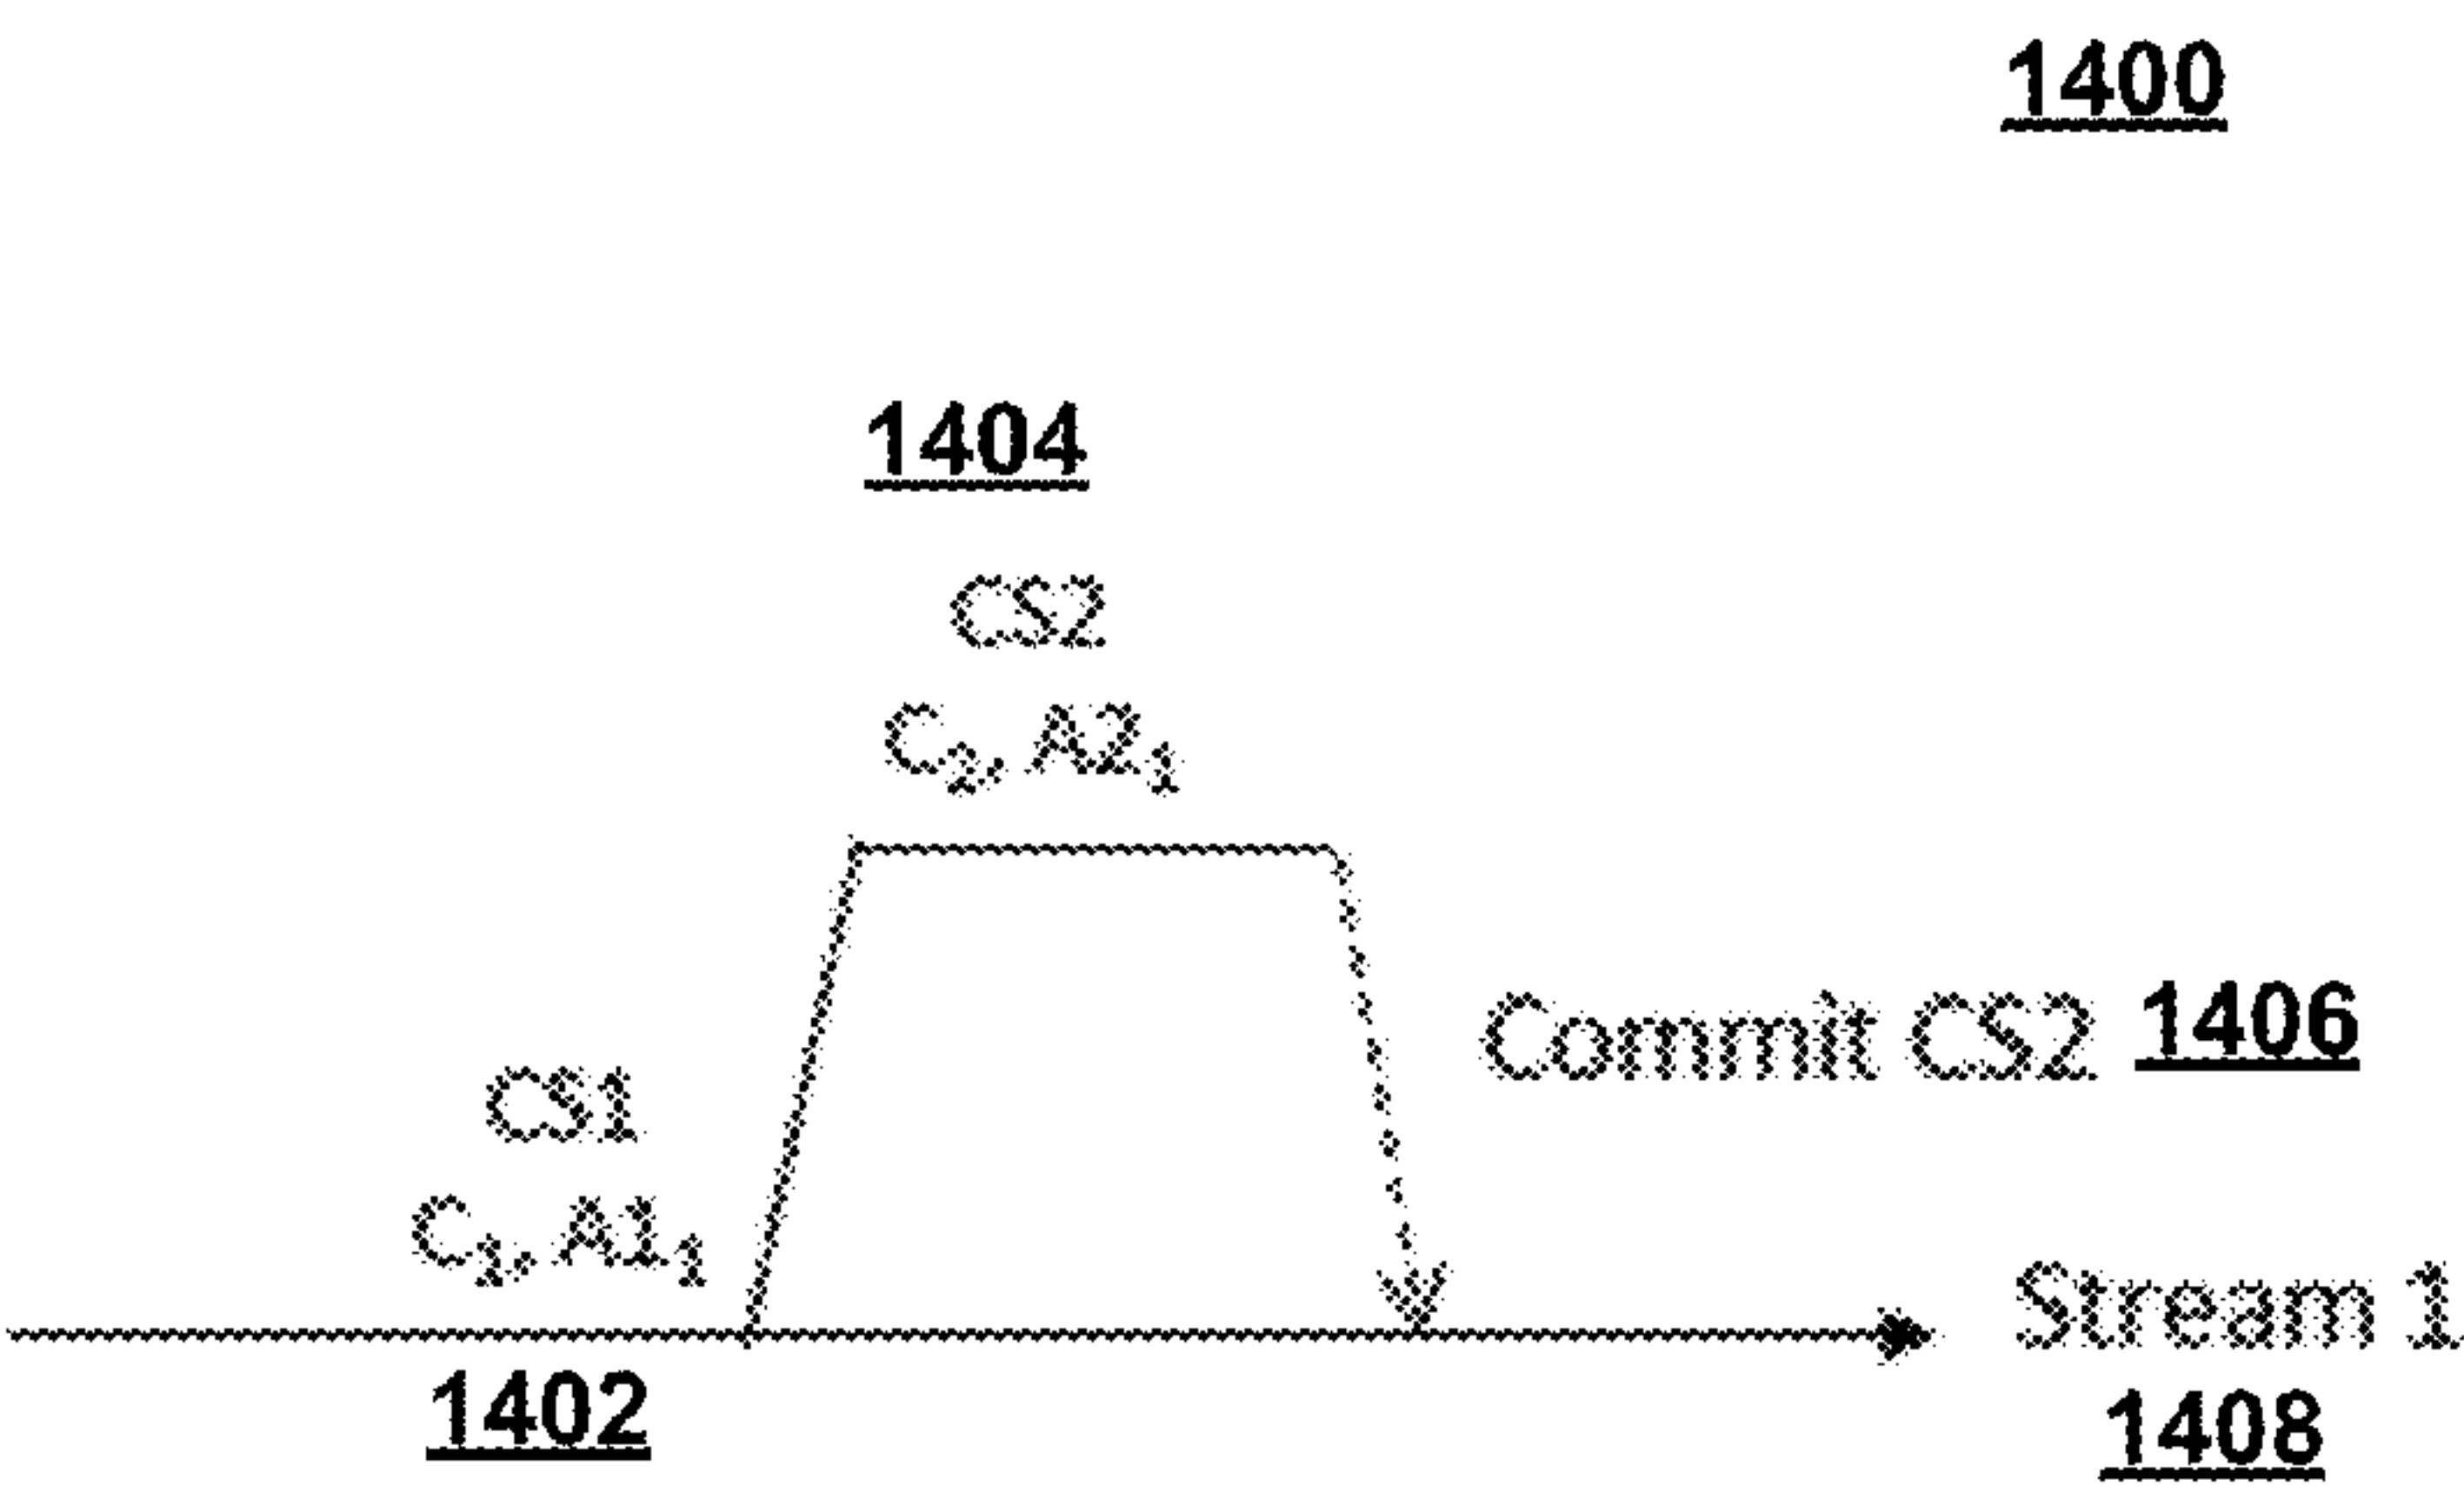 1400
1404
CS2
C₂, A2₁
Commit CS2 1406
CS1
C₁, A1₁
Stream 1
1402
1408